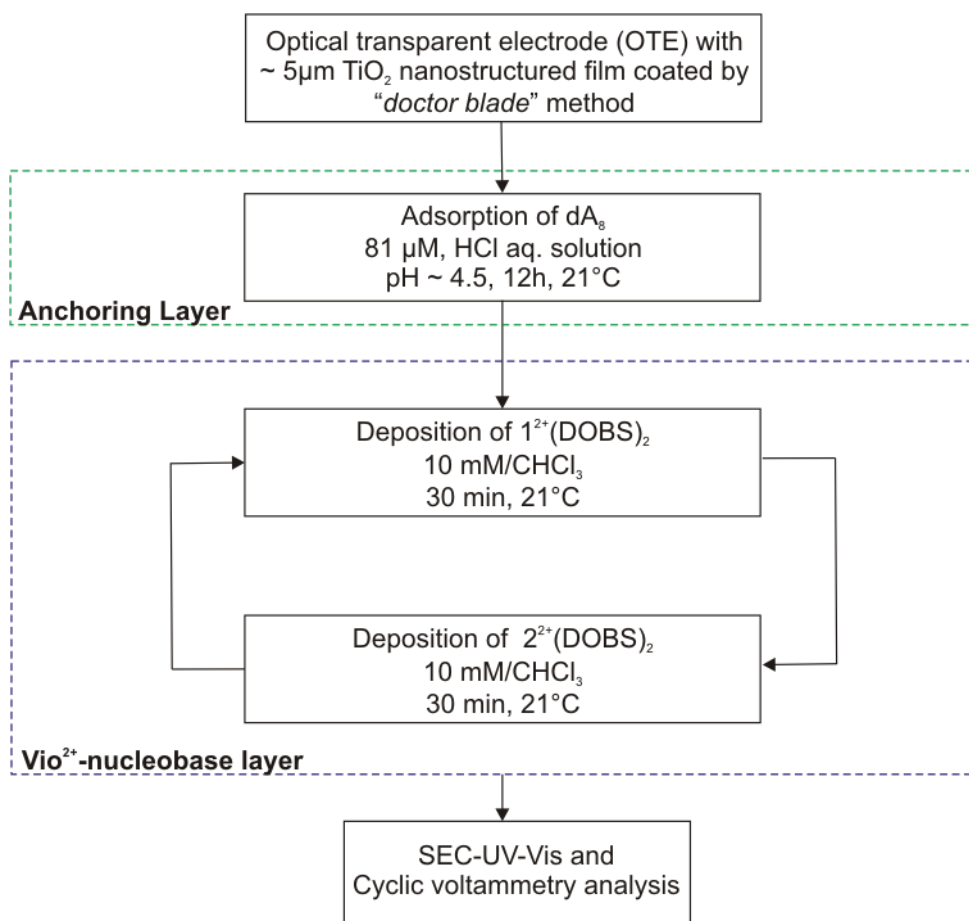 Optical transparent electrode (OTE) with
~ 5µm TiO₂ nanostructured film coated by
“doctor blade” method
Adsorption of dA₈
81 µM, HCl aq. solution
pH ~ 4.5, 12h, 21°C
Anchoring Layer
Deposition of 1²⁺(DOBS)₂
10 mM/CHCl₃
30 min, 21°C
Deposition of 2²⁺(DOBS)₂
10 mM/CHCl₃
30 min, 21°C
Vio²⁺-nucleobase layer
SEC-UV-Vis and
Cyclic voltammetry analysis